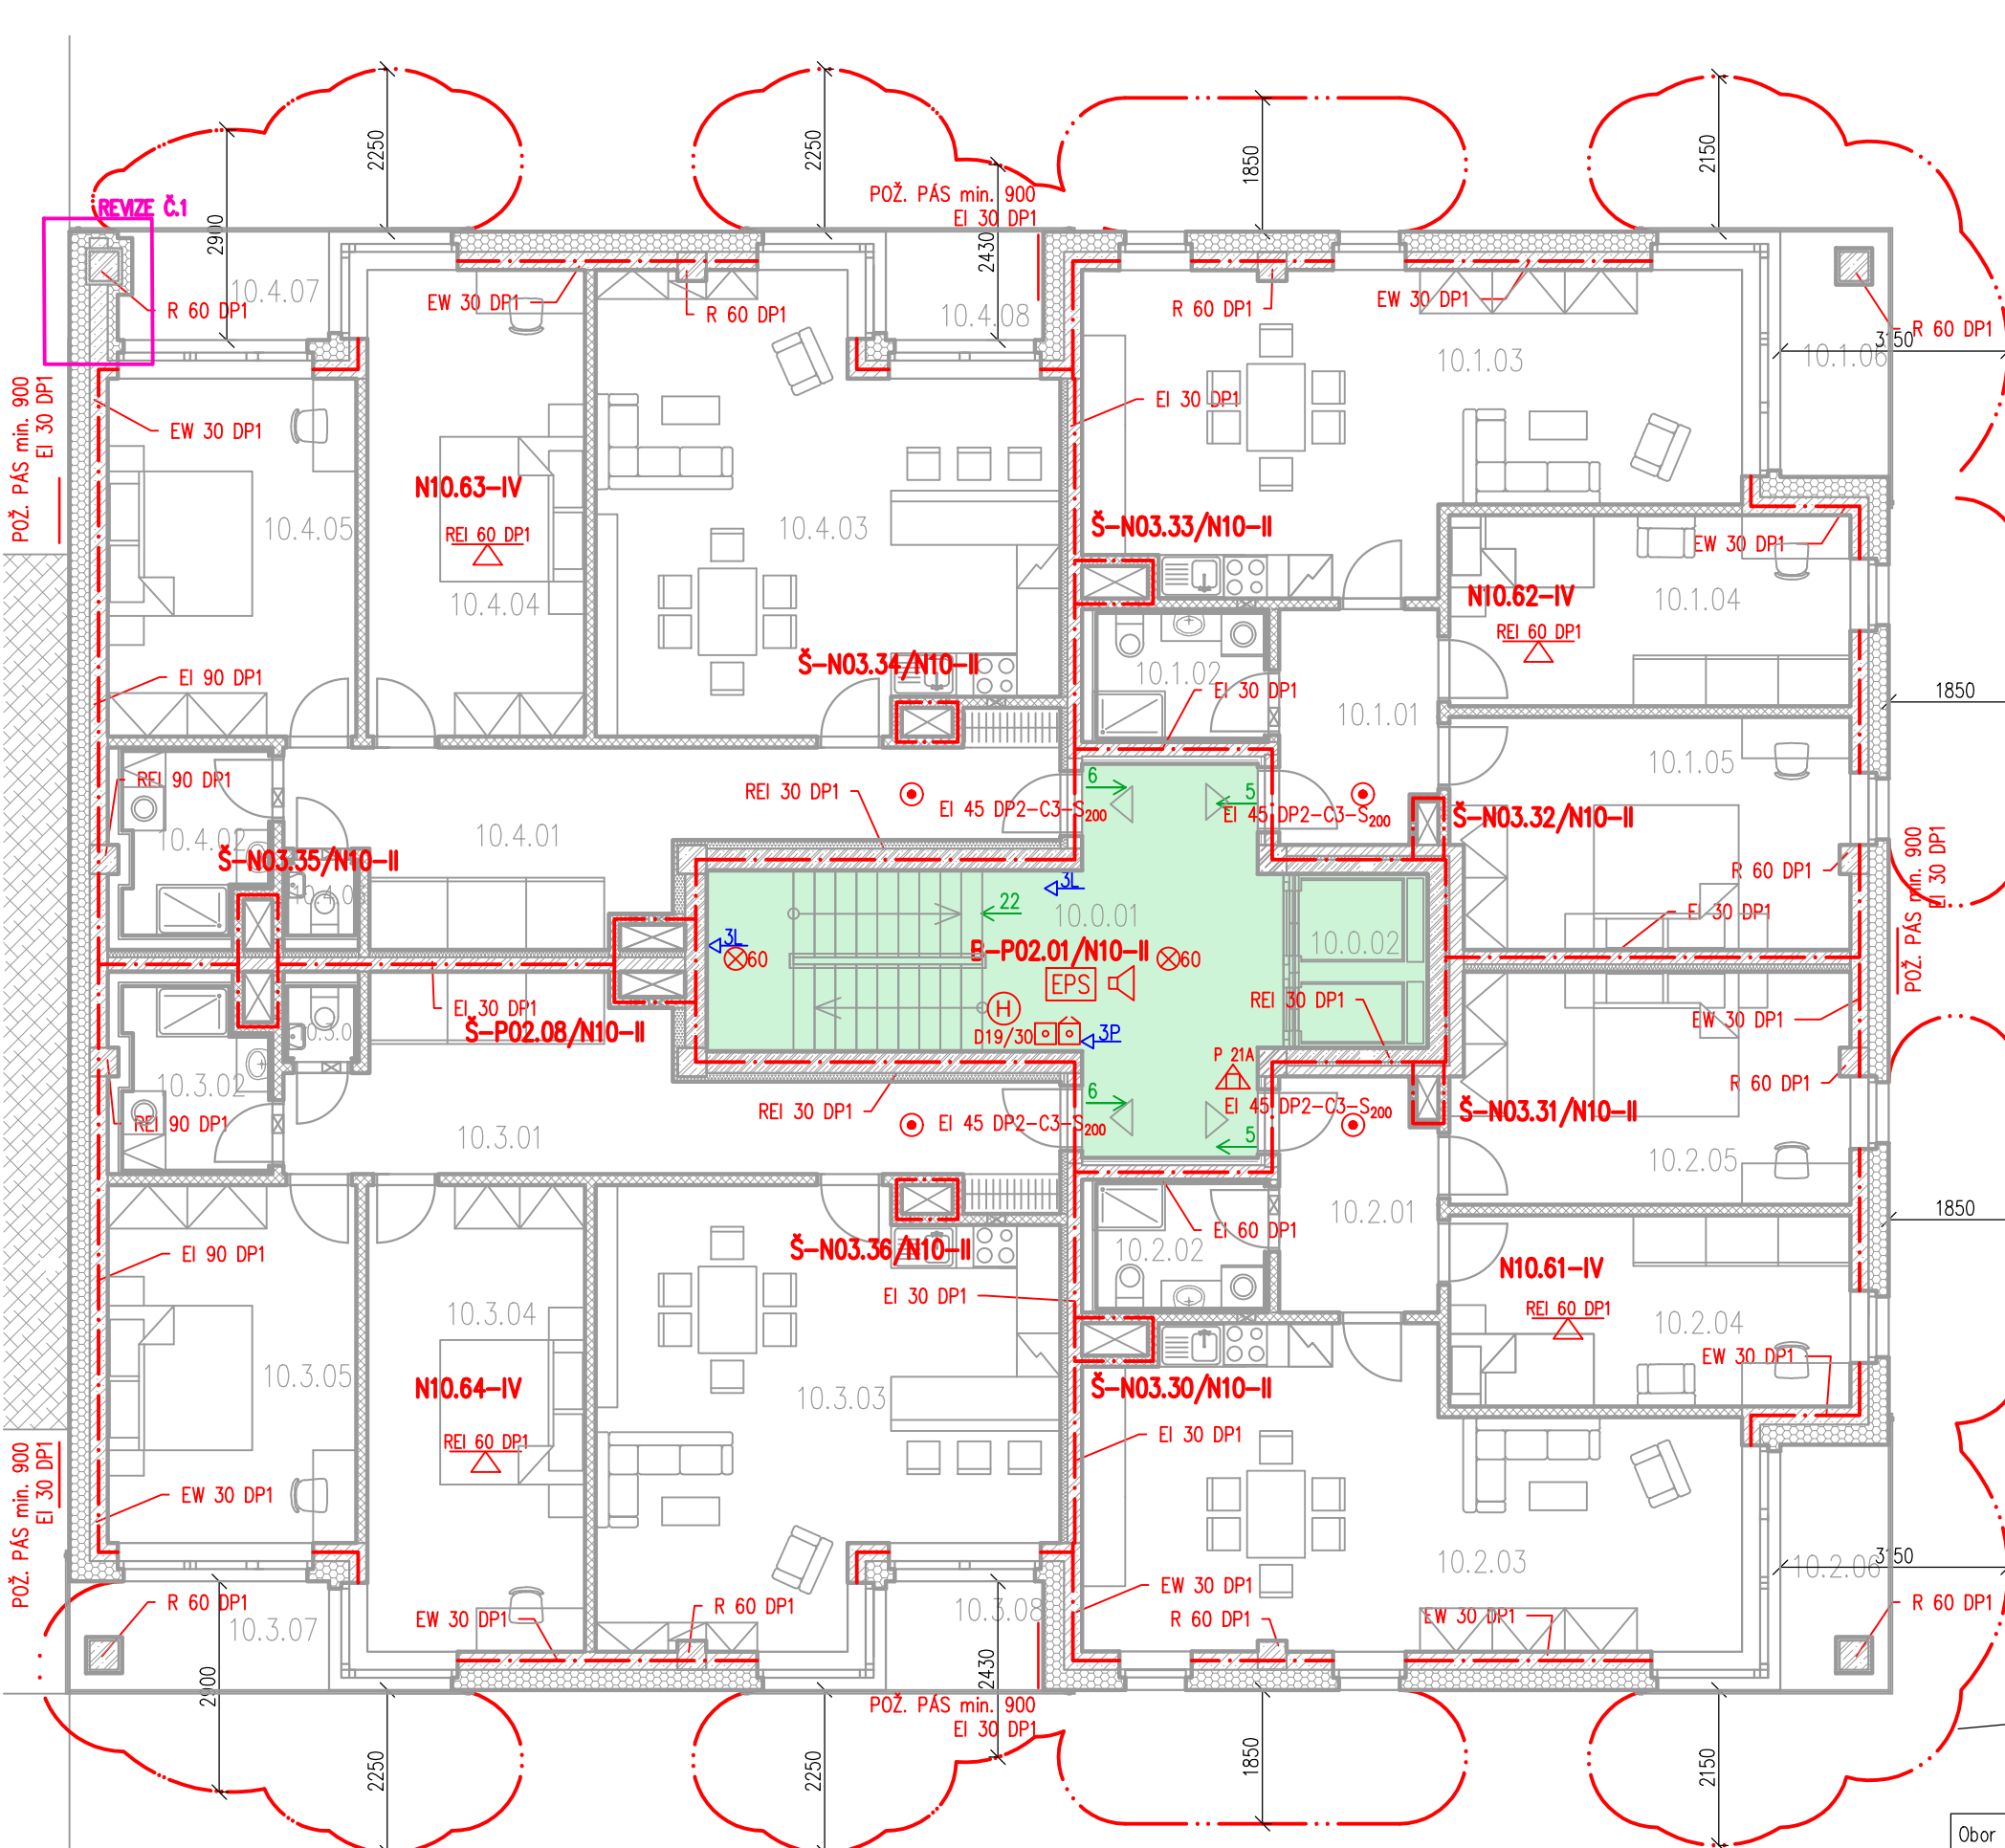 2250
2250
1850
2150
2900
2430
POŽ. PÁS min. 900
EI 30 DP1
REVIZE Č.1
R 60 DP1
10.4.07
EW 30 DP1
R 60 DP1
10.4.08
R 60 DP1
EW 30 DP1
R 60 DP1
3150
10.1.06
10.1.03
POŽ. PÁS min. 900
EI 30 DP1
EW 30 DP1
EI 30 DP1
N10.63-IV
REI 60 DP1
10.4.05
10.4.03
10.4.04
Š-N03.33/N10-II
EW 30 DP1
N10.62-IV
REI 60 DP1
10.1.04
Š-N03.34/N10-II
10.1.02
EI 30 DP1
EI 90 DP1
10.1.01
1850
10.1.05
REI 90 DP1
REI 30 DP1
6
5
EI 45 DP2-C3-S200
EI 45 DP2-C3-S200
Š-N03.32/N10-II
10.4.02
10.4.01
Š-N03.35/N10-II
10.4.0
R 60 DP1
POŽ. PÁS min. 900
EI 30 DP1
3L
22
10.0.01
EI 30 DP1
3L
60
B-P02.01/N10-II
60
10.0.02
EPS
H
D19/30
3P
REI 30 DP1
EI 30 DP1
Š-P02.08/N10-II
10.3.0
EW 30 DP1
P 21A
R 60 DP1
10.3.02
REI 90 DP1
REI 30 DP1
6
5
EI 45 DP2-C3-S200
EI 45 DP2-C3-S200
Š-N03.31/N10-II
10.3.01
10.2.05
10.2.01
1850
EI 60 DP1
10.2.02
EI 90 DP1
Š-N03.36/N10-II
N10.61-IV
REI 60 DP1
10.2.04
EI 30 DP1
10.3.04
EW 30 DP1
10.3.05
N10.64-IV
10.3.03
Š-N03.30/N10-II
REI 60 DP1
EI 30 DP1
POŽ. PÁS min. 900
EI 30 DP1
EW 30 DP1
10.2.03
3150
10.2.06
R 60 DP1
10.3.07
EW 30 DP1
R 60 DP1
10.3.08
EW 30 DP1
R 60 DP1
EW 30 DP1
R 60 DP1
2900
2430
POŽ. PÁS min. 900
EI 30 DP1
2250
2250
1850
2150
Obor